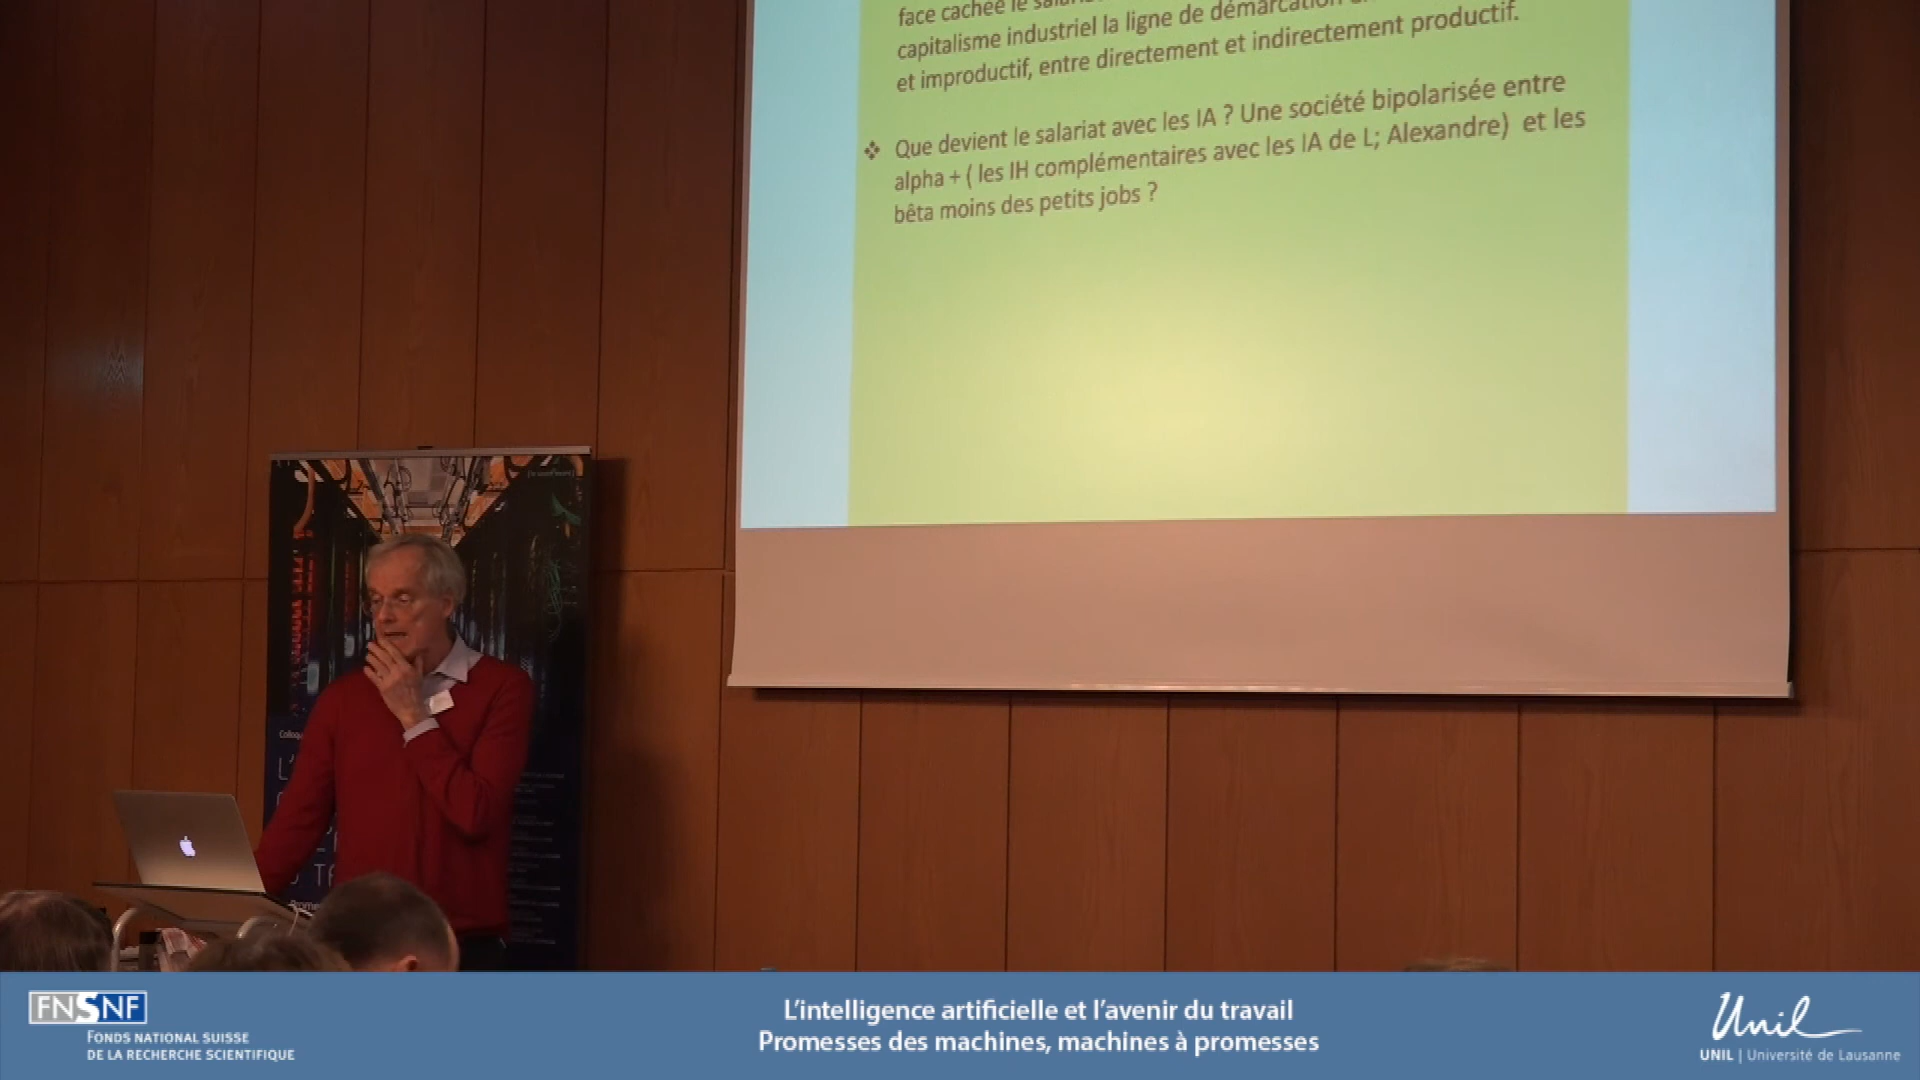 face cachée le
capitalisme industriel la ligne de démarcation
et improductif, entre directement et indirectement productif.
❖ Que devient le salariat avec les IA ? Une société bipolarisée entre
alpha + ( les IH complémentaires avec les IA de L; Alexandre)  et les
bêta moins des petits jobs ?
L'
FNSNF
FONDS NATIONAL SUISSE
DE LA RECHERCHE SCIENTIFIQUE
L’intelligence artificielle et l’avenir du travail
Promesses des machines, machines à promesses
Unil
UNIL | Université de Lausanne